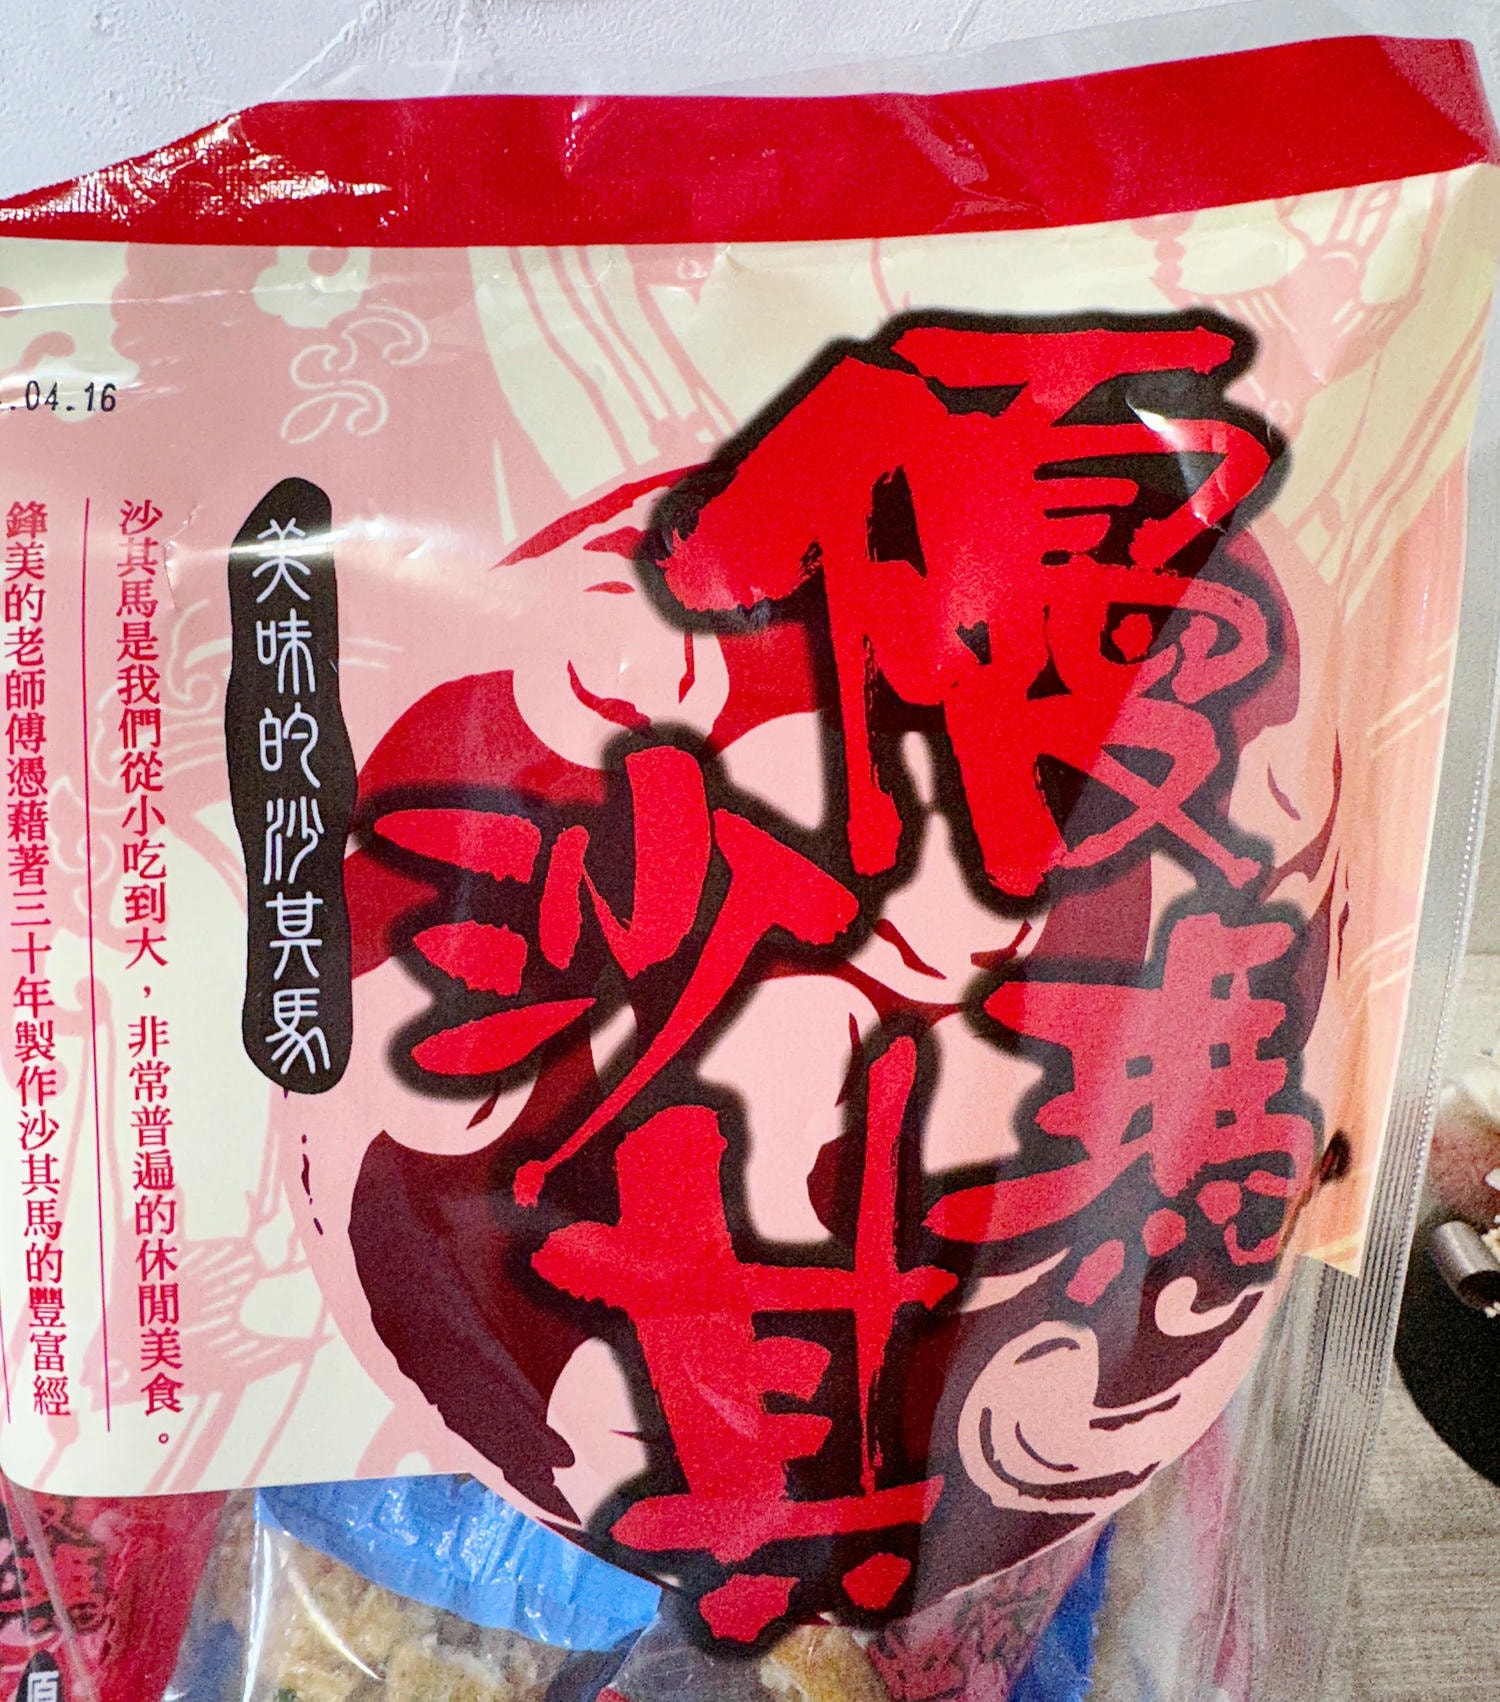 優
沙
其
瑪
美味的沙其馬
沙其馬是我們從小吃到大，非常普遍的休閒美食。
鋒美的老師傅憑藉著三十年製作沙其馬的豐富經
.04.16
原